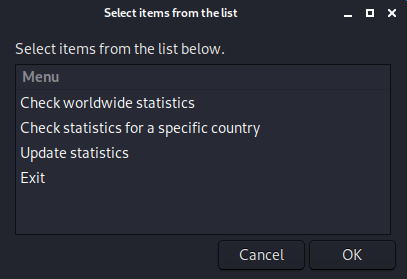 Select items from the list
Select items from the list below.
Menu
Check worldwide statistics
Check statistics for a specific country
Update statistics
Exit
Cancel
OK